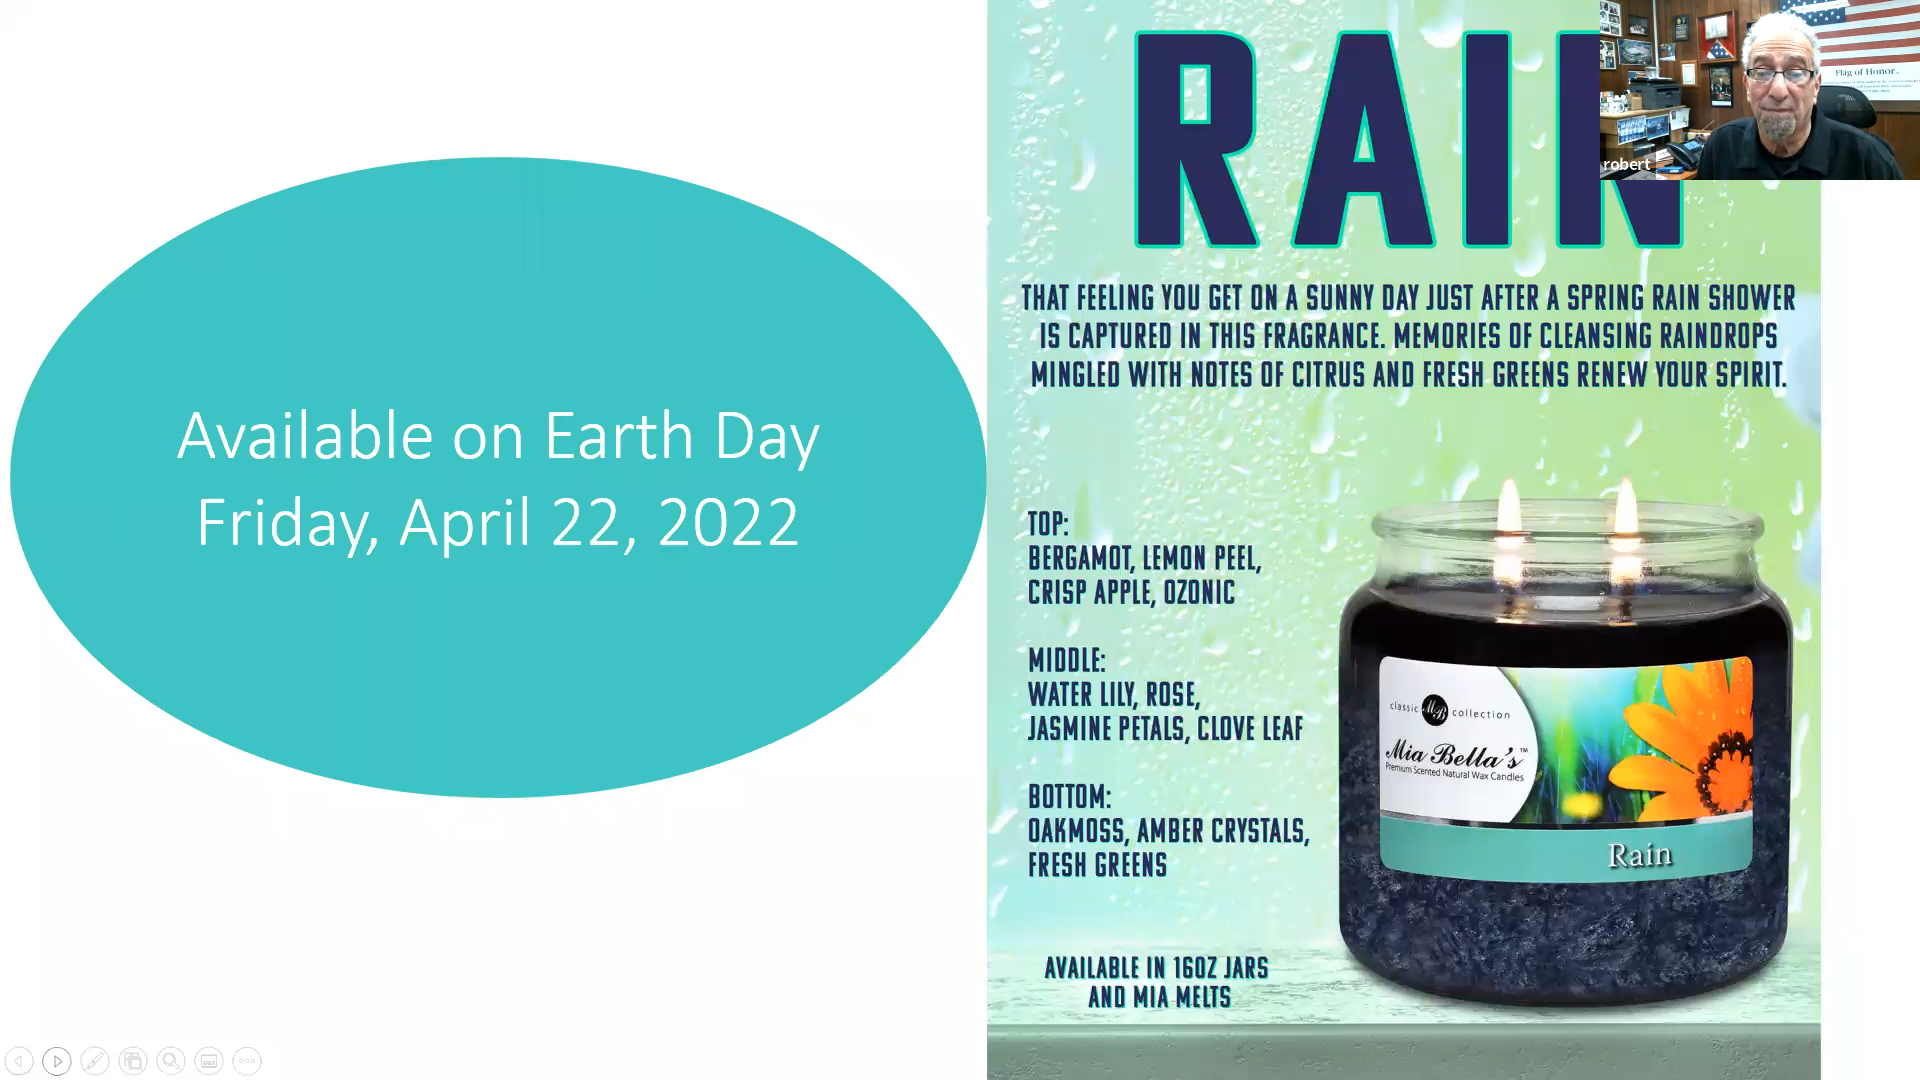 Available on Earth Day
Friday, April 22, 2022
RAIN
Flag of Honor
robert
THAT FEELING YOU GET ON A SUNNY DAY JUST AFTER A SPRING RAIN SHOWER
IS CAPTURED IN THIS FRAGRANCE. MEMORIES OF CLEANSING RAINDROPS
MINGLED WITH NOTES OF CITRUS AND FRESH GREENS RENEW YOUR SPIRIT.
TOP:
BERGAMOT, LEMON PEEL,
CRISP APPLE, OZONIC
MIDDLE:
WATER LILY, ROSE,
JASMINE PETALS, CLOVE LEAF
BOTTOM:
OAKMOSS, AMBER CRYSTALS,
FRESH GREENS
AVAILABLE IN 16OZ JARS
AND MIA MELTS
classic MB collection
Mia Bella's™
Premium Scented Natural Wax Candles
Rain